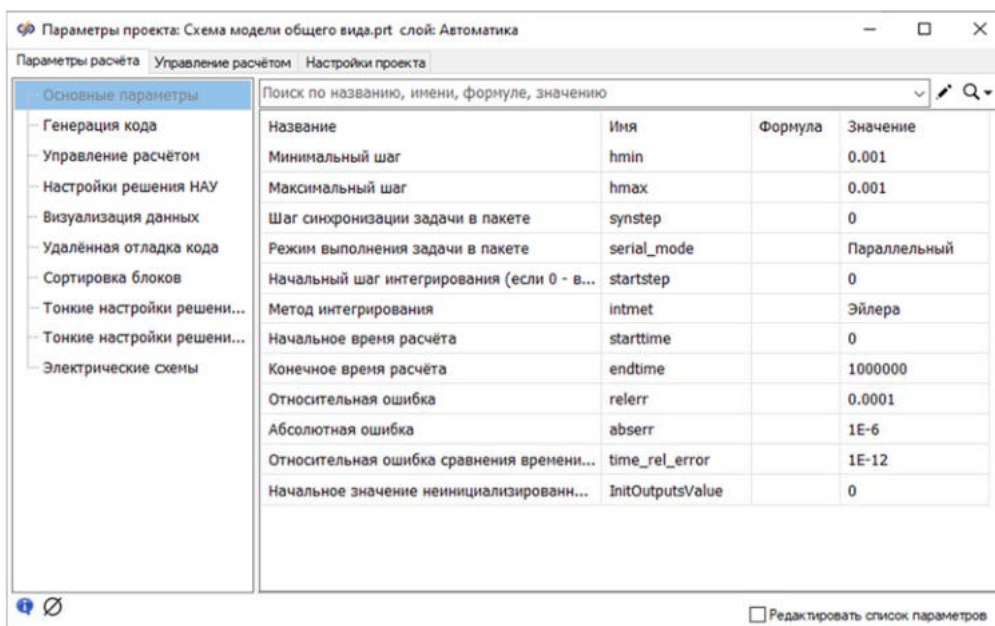 Параметры проекта: Схема модели общего вида.prt слой: Автоматика
Параметры расчёта Управление расчётом Настройки проекта
Основные параметры
Генерация кода
Управление расчётом
Настройки решения НАУ
Визуализация данных
Удалённая отладка кода
Сортировка блоков
Тонкие настройки решени...
Тонкие настройки решени...
Электрические схемы
Поиск по названию, имени, формуле, значению
Название Имя Формула Значение
Минимальный шаг hmin 0.001
Максимальный шаг hmax 0.001
Шаг синхронизации задачи в пакете synstep 0
Режим выполнения задачи в пакете serial_mode Параллельный
Начальный шаг интегрирования (если 0 - в... startstep 0
Метод интегрирования intmet Эйлера
Начальное время расчёта starttime 0
Конечное время расчёта endtime 1000000
Относительная ошибка relerr 0.0001
Абсолютная ошибка abserr 1E-6
Относительная ошибка сравнения времени... time_rel_error 1E-12
Начальное значение неинициализированн... InitOutputsValue 0
Редактировать список параметров